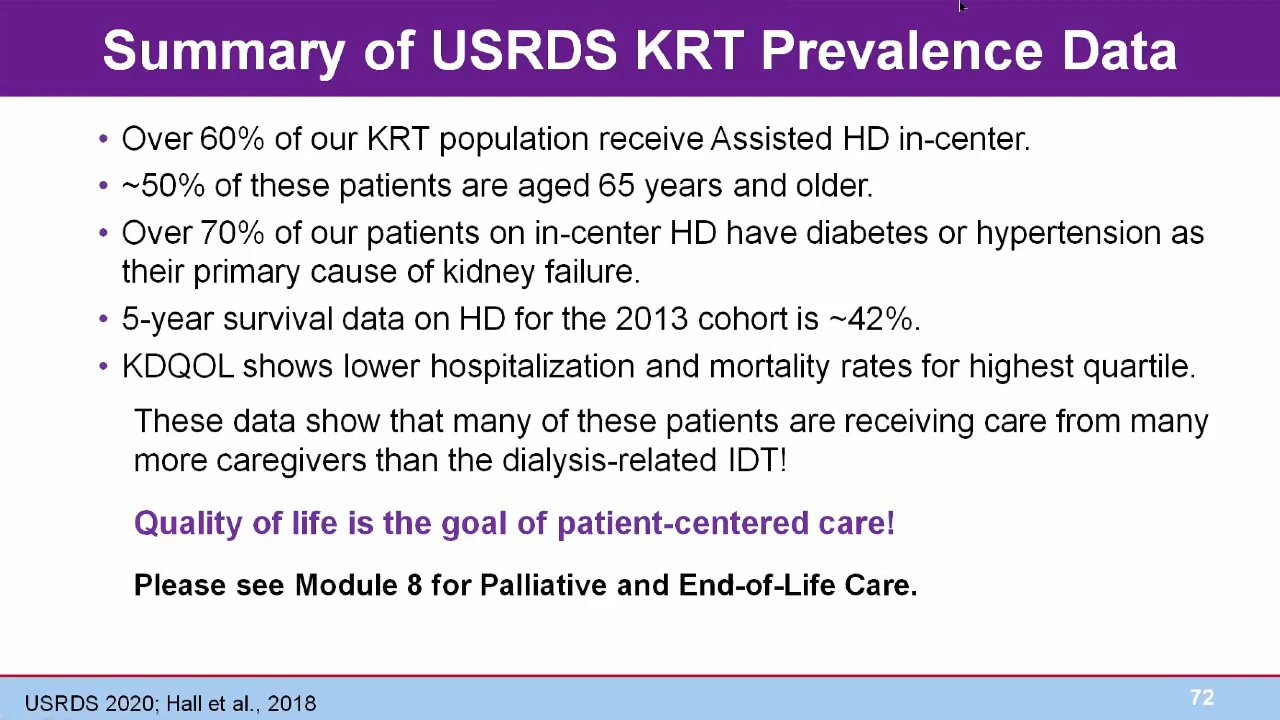 Summary of USRDS KRT Prevalence Data
• Over 60% of our KRT population receive Assisted HD in-center.
• ~50% of these patients are aged 65 years and older.
• Over 70% of our patients on in-center HD have diabetes or hypertension as
their primary cause of kidney failure.
• 5-year survival data on HD for the 2013 cohort is ~42%.
• KDQOL shows lower hospitalization and mortality rates for highest quartile.
These data show that many of these patients are receiving care from many
more caregivers than the dialysis-related IDT!
Quality of life is the goal of patient-centered care!
Please see Module 8 for Palliative and End-of-Life Care.
USRDS 2020; Hall et al., 2018
72